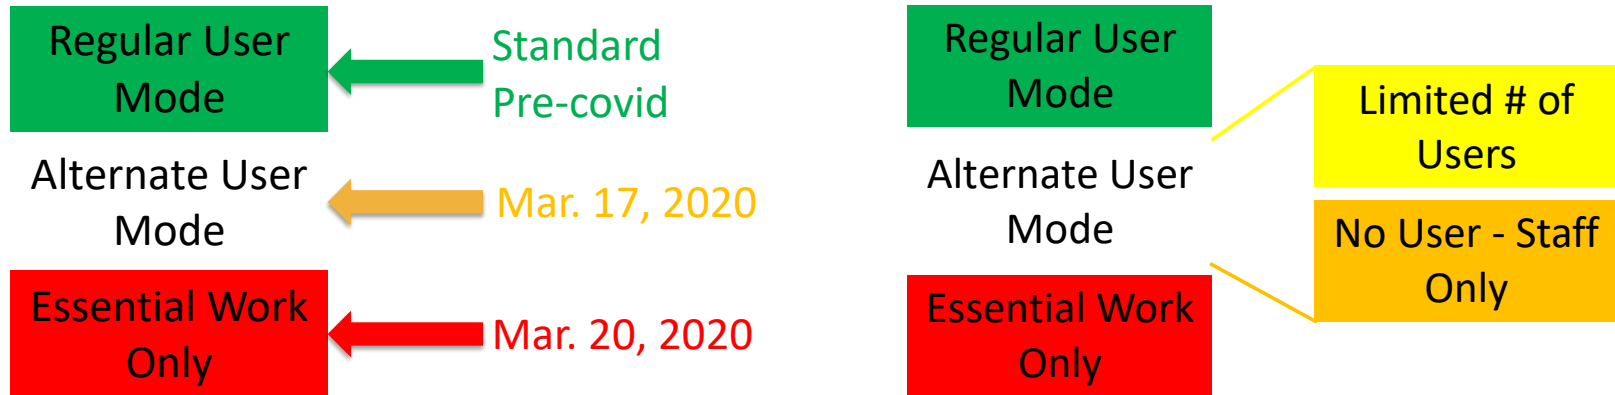 Regular User
Mode
Standard
Pre-covid
Alternate User
Mode
Mar. 17, 2020
Essential Work
Only
Mar. 20, 2020
Regular User
Mode
Alternate User
Mode
Essential Work
Only
Limited # of
Users
No User - Staff
Only